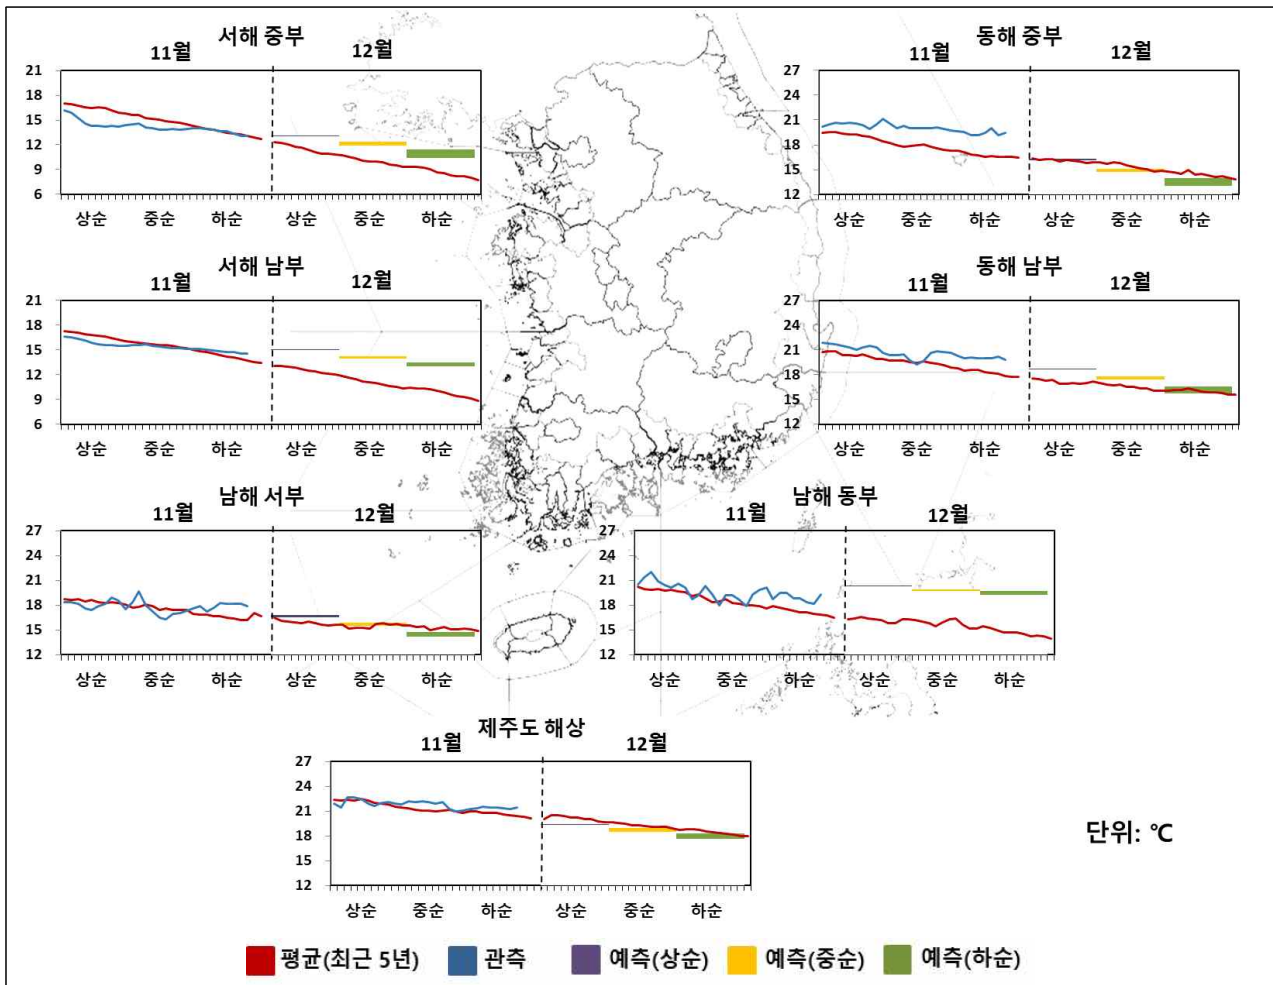 서해 중부
11월 12월
21
18
15
12
9
6
상순 중순 하순 상순 중순 하순
동해 중부
11월 12월
27
24
21
18
15
12
상순 중순 하순 상순 중순 하순
서해 남부
11월 12월
21
18
15
12
9
6
상순 중순 하순 상순 중순 하순
동해 남부
11월 12월
27
24
21
18
15
12
상순 중순 하순 상순 중순 하순
남해 서부
11월 12월
27
24
21
18
15
12
상순 중순 하순 상순 중순 하순
남해 동부
11월 12월
27
24
21
18
15
12
상순 중순 하순 상순 중순 하순
제주도 해상
11월 12월
27
24
21
18
15
12
상순 중순 하순 상순 중순 하순
단위: ℃
평균(최근 5년) 관측 예측(상순) 예측(중순) 예측(하순)